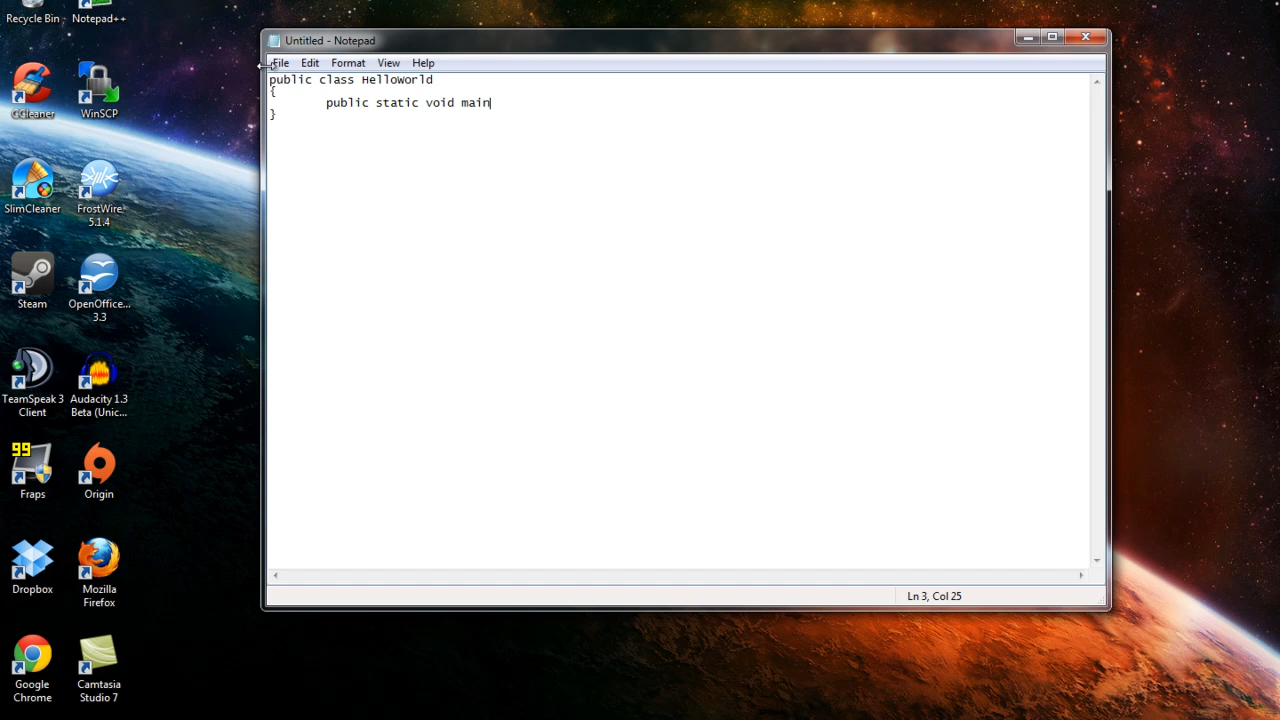 Recycle Bin
Notepad++
CCleaner
WinSCP
SlimCleaner
FrostWire
5.1.4
Steam
OpenOffice...
3.3
TeamSpeak 3
Client
Audacity 1.3
Beta (Unic...
99
Fraps
Origin
Dropbox
Mozilla
Firefox
Google
Chrome
Camtasia
Studio 7
Untitled - Notepad
File Edit Format View Help
public class HelloWorld
{
public static void main
}
Ln 3, Col 25